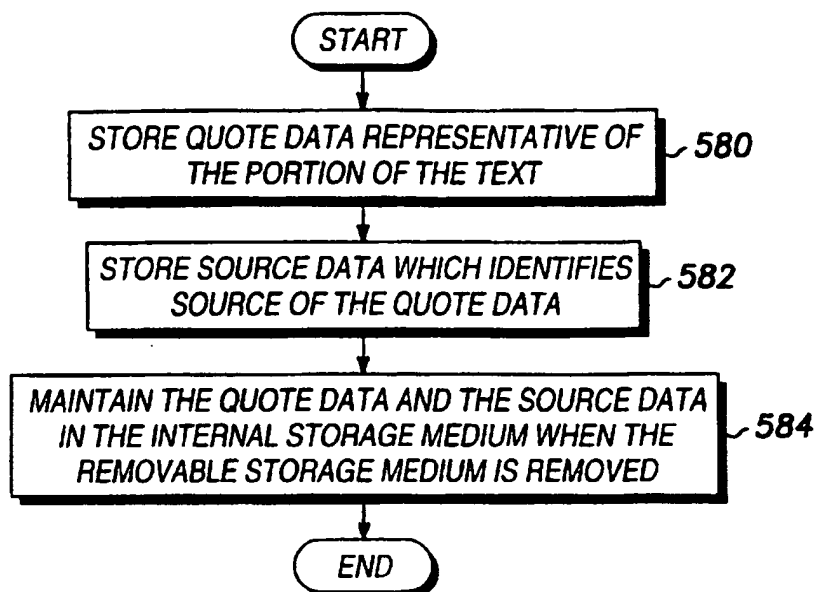 START
STORE QUOTE DATA REPRESENTATIVE OF
THE PORTION OF THE TEXT
580
STORE SOURCE DATA WHICH IDENTIFIES
SOURCE OF THE QUOTE DATA
582
MAINTAIN THE QUOTE DATA AND THE SOURCE DATA
IN THE INTERNAL STORAGE MEDIUM WHEN THE
REMOVABLE STORAGE MEDIUM IS REMOVED
584
END